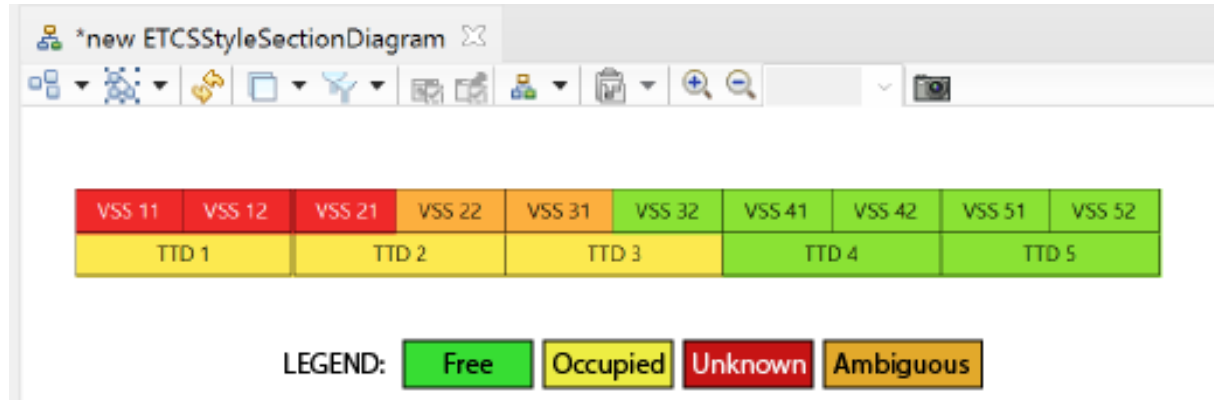 *new ETCSStyleSectionDiagram
VSS 11 VSS 12 VSS 21 VSS 22 VSS 31 VSS 32 VSS 41 VSS 42 VSS 51 VSS 52
TTD 1 TTD 2 TTD 3 TTD 4 TTD 5
LEGEND: Free Occupied Unknown Ambiguous